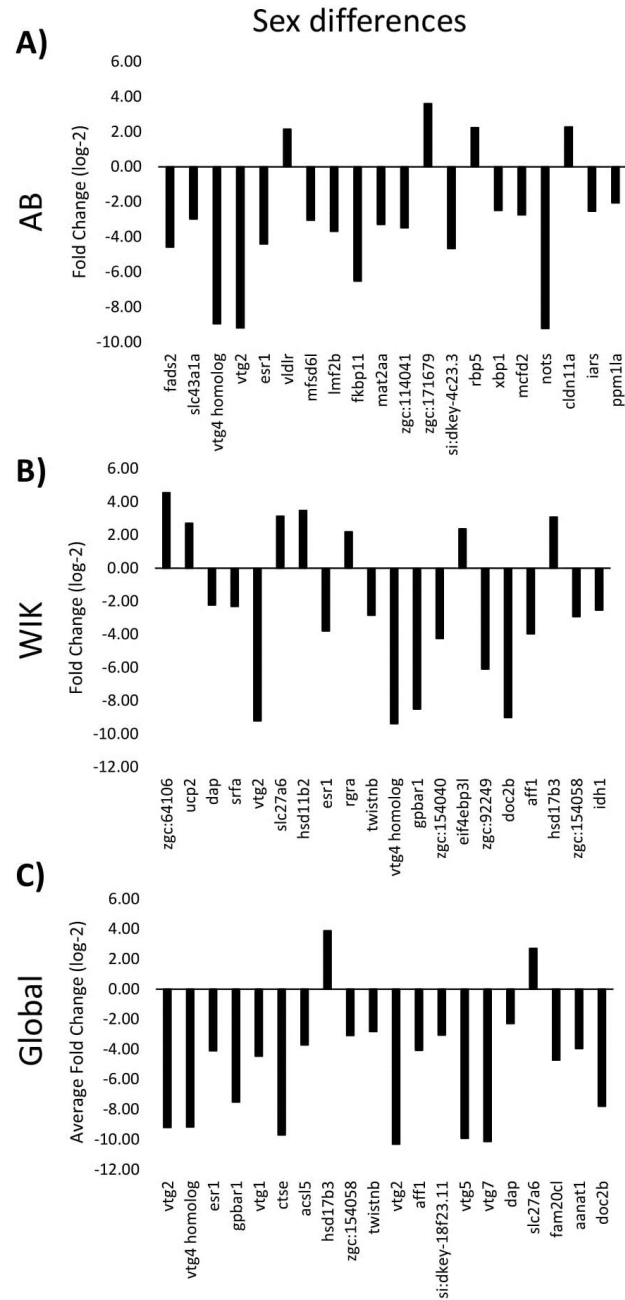 Sex differences
A)
6.00
4.00
2.00
0.00
-2.00
-4.00
-6.00
-8.00
-10.00
Fold Change (log-2)
AB
fads2
slc43a1a
vtg4 homolog
vtg2
esr1
vldlr
mfsd6l
lmf2b
fkbp11
mat2aa
zgc:114041
zgc:171679
si:dkey-4c23.3
rbp5
xbp1
mcfd2
nots
cldn11a
iars
ppm1la
B)
6.00
4.00
2.00
0.00
-2.00
-4.00
-6.00
-8.00
-10.00
-12.00
Fold Change (log-2)
WIK
zgc:64106
ucp2
dap
srfa
vtg2
slc27a6
hsd11b2
esr1
rgra
twistnb
vtg4 homolog
gpbar1
zgc:154040
eif4ebp3l
zgc:92249
doc2b
aff1
hsd17b3
zgc:154058
idh1
C)
6.00
4.00
2.00
0.00
-2.00
-4.00
-6.00
-8.00
-10.00
-12.00
Average Fold Change (log-2)
Global
vtg2
vtg4 homolog
esr1
gpbar1
vtg1
ctse
acsl5
hsd17b3
zgc:154058
twistnb
vtg2
aff1
si:dkey-18f23.11
vtg5
vtg7
dap
slc27a6
fam20cl
aanat1
doc2b